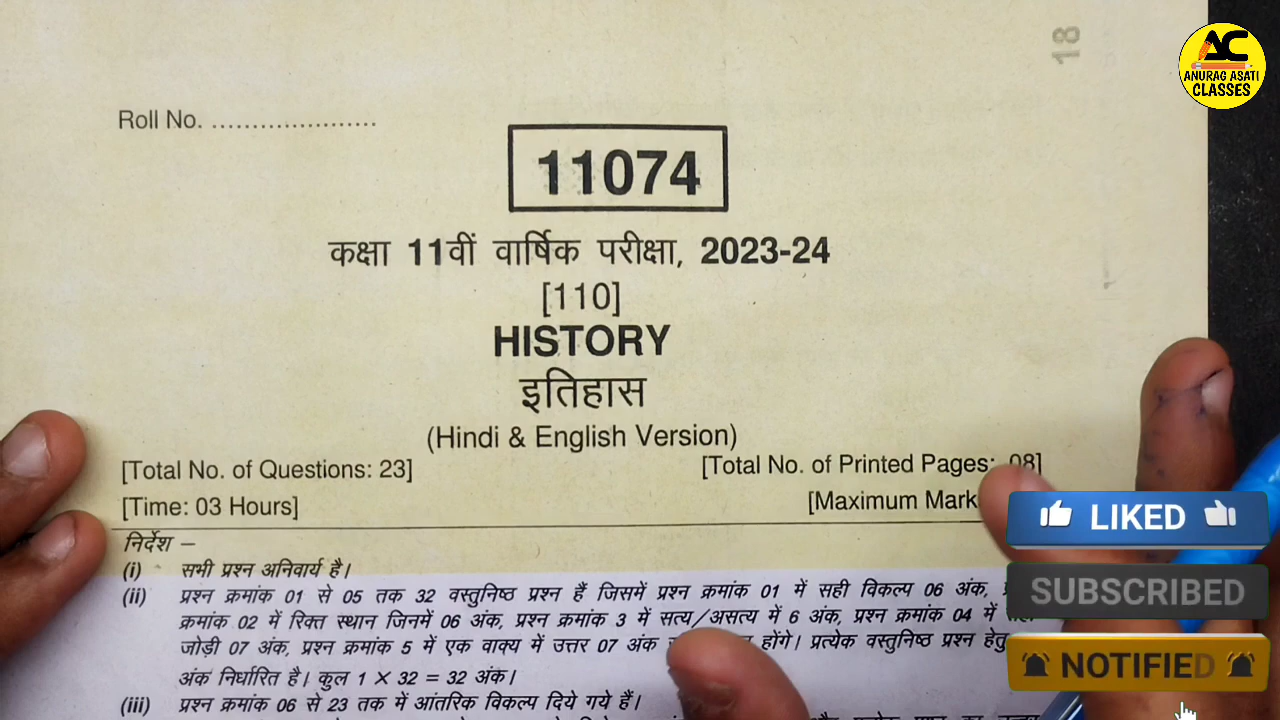 18
AC
ANURAG ASATI
CLASSES
Roll No. ......................
11074
कक्षा 11वीं वार्षिक परीक्षा, 2023-24
[110]
HISTORY
इतिहास
(Hindi & English Version)
[Total No. of Questions: 23] [Total No. of Printed Pages: 08]
[Time: 03 Hours] [Maximum
निर्देश –
(i) सभी प्रश्न अनिवार्य है।
(ii) प्रश्न क्रमांक 01 से 05 तक 32 वस्तुनिष्ठ प्रश्न हैं जिसमें प्रश्न क्रमांक 01 में सही विकल्प 06 अंक,
क्रमांक 02 में रिक्त स्थान जिनमें 06 अंक, प्रश्न क्रमांक 3 में सत्य/असत्य में 6 अंक, प्रश्न क्रमांक 04 में
जोड़ी 07 अंक, प्रश्न क्रमांक 5 में एक वाक्य में उत्तर 07 अंक होंगे। प्रत्येक वस्तुनिष्ठ प्रश्न हेतु
अंक निर्धारित है। कुल 1 X 32 = 32 अंक।
(iii) प्रश्न क्रमांक 06 से 23 तक में आंतरिक विकल्प दिये गये हैं।
LIKED
SUBSCRIBED
NOTIFIED